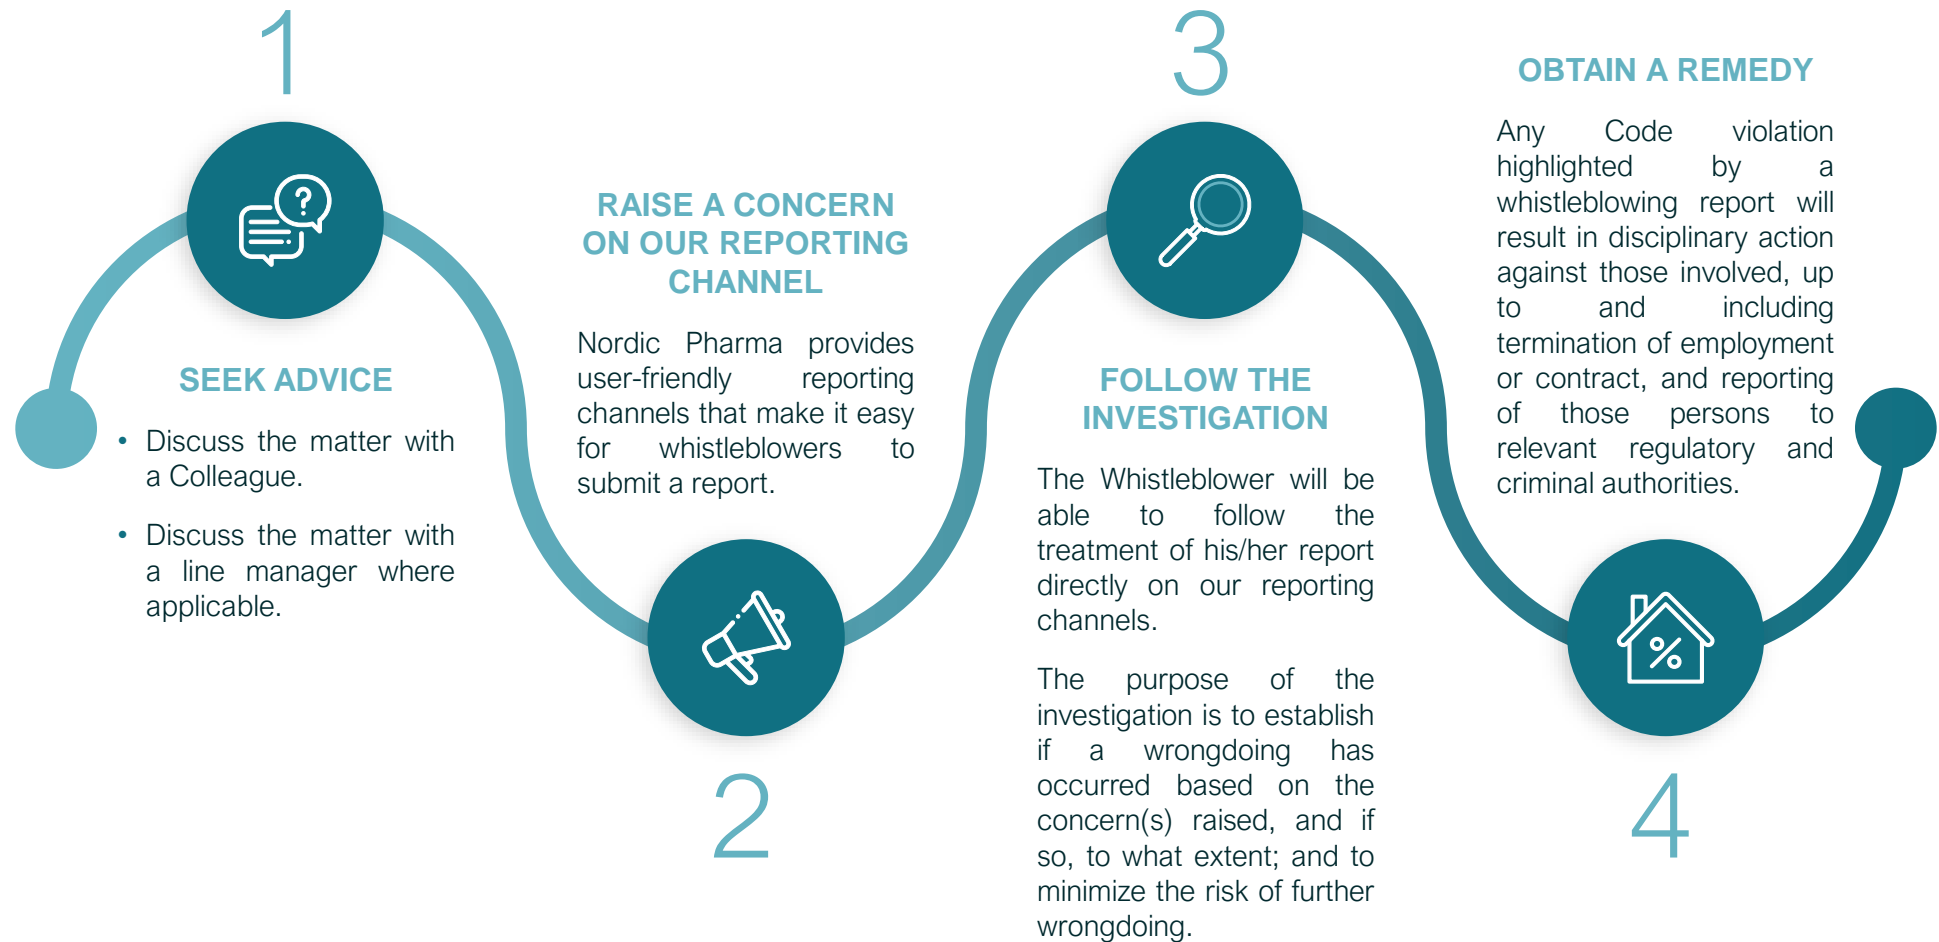 1
SEEK ADVICE
• Discuss the matter with
a Colleague.
• Discuss the matter with
a line manager where
applicable.
RAISE A CONCERN
ON OUR REPORTING
CHANNEL
Nordic Pharma provides
user-friendly reporting
channels that make it easy
for whistleblowers to
submit a report.
2
3
FOLLOW THE
INVESTIGATION
The Whistleblower will be
able to follow the
treatment of his/her report
directly on our reporting
channels.
The purpose of the
investigation is to establish
if a wrongdoing has
occurred based on the
concern(s) raised, and if
so, to what extent; and to
minimize the risk of further
wrongdoing.
OBTAIN A REMEDY
Any Code violation
highlighted by a
whistleblowing report will
result in disciplinary action
against those involved, up
to and including
termination of employment
or contract, and reporting
of those persons to
relevant regulatory and
criminal authorities.
%
4